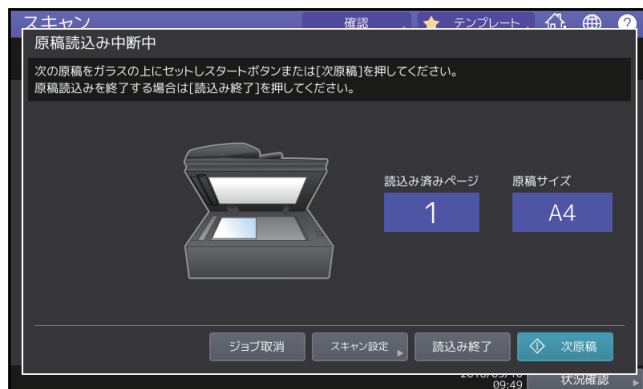 スキャン
確認
テンプレート
?
原稿読込み中断中
次の原稿をガラスの上にセットしスタートボタンまたは[次原稿]を押してください。
原稿読込みを終了する場合は[読込み終了]を押してください。
読込み済みページ
原稿サイズ
1
A4
ジョブ取消
スキャン設定
読込み終了
次原稿
09:49
状況確認